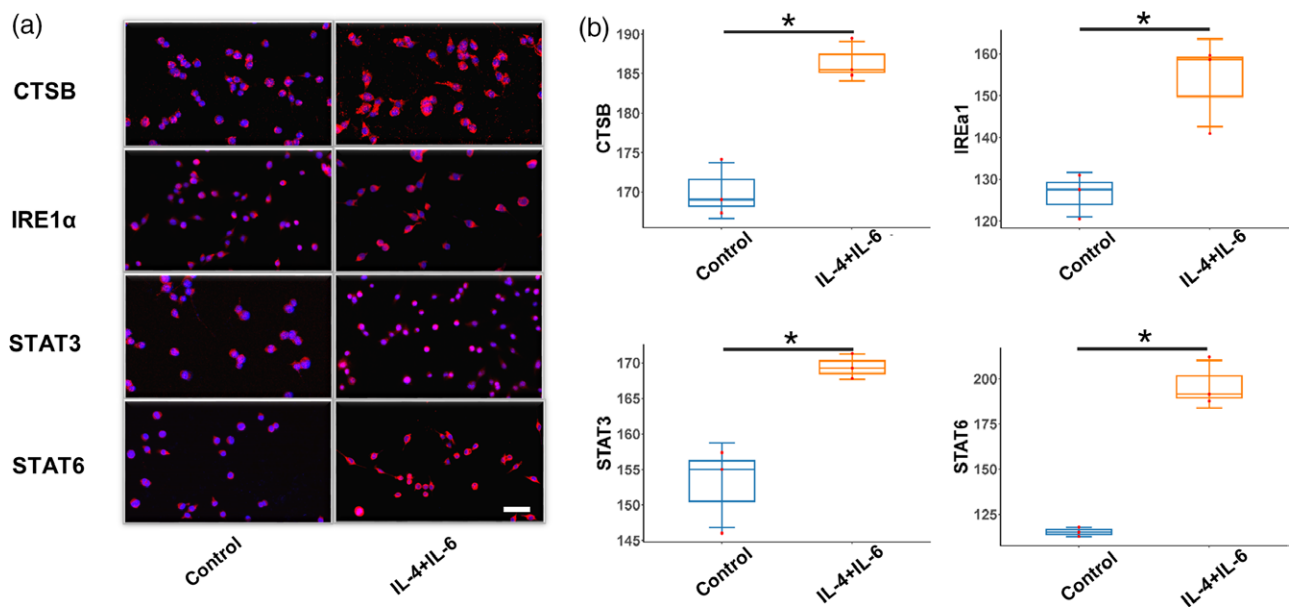 (a)
CTSB
IRE1α
STAT3
STAT6
Control
IL-4+IL-6
(b)
*
190
185
175
170
CTSB
Control
IL-4+IL-6
*
160
150
140
130
120
IREa1
Control
IL-4+IL-6
*
170
165
160
155
150
145
STAT3
Control
IL-4+IL-6
*
200
175
150
125
STAT6
Control
IL-4+IL-6